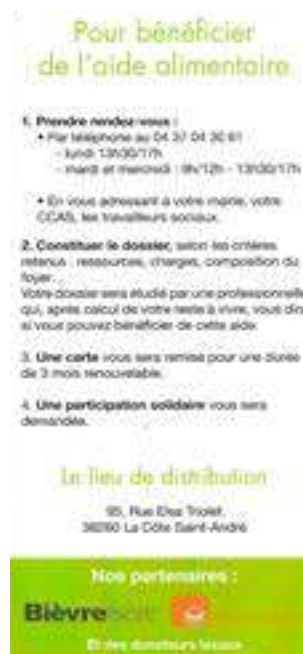 Pour bénéficier
de l'aide alimentaire
1. Prendre rendez-vous :
• Par téléphone au 04 37 04 30 61
- lundi 13h30/17h
- mardi et mercredi : 9h/12h - 13h30/17h
• En vous adressant à votre mairie, votre
CCAS, les travailleurs sociaux.
2. Constituer le dossier, selon les critères
retenus : ressources, charges, composition du
foyer...
Votre dossier sera étudié par une professionnelle
qui, après calcul de votre reste à vivre, vous dira
si vous pouvez bénéficier de cette aide.
3. Une carte vous sera remise pour une durée
de 3 mois renouvelable.
4. Une participation solidaire vous sera
demandée.
Le lieu de distribution
95, Rue Elsa Triolet
38260 La Côte Saint-André
Nos partenaires :
Bièvre
Et des donateurs locaux